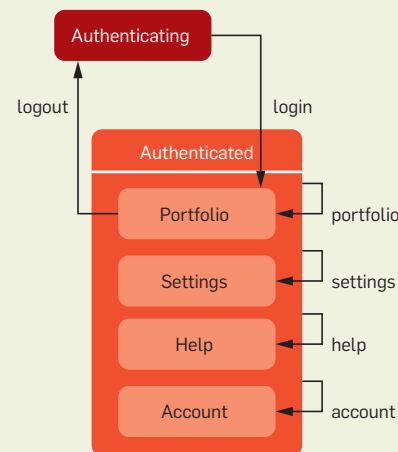 Authenticating
logout
login
Authenticated
Portfolio
portfolio
Settings
settings
Help
help
Account
account